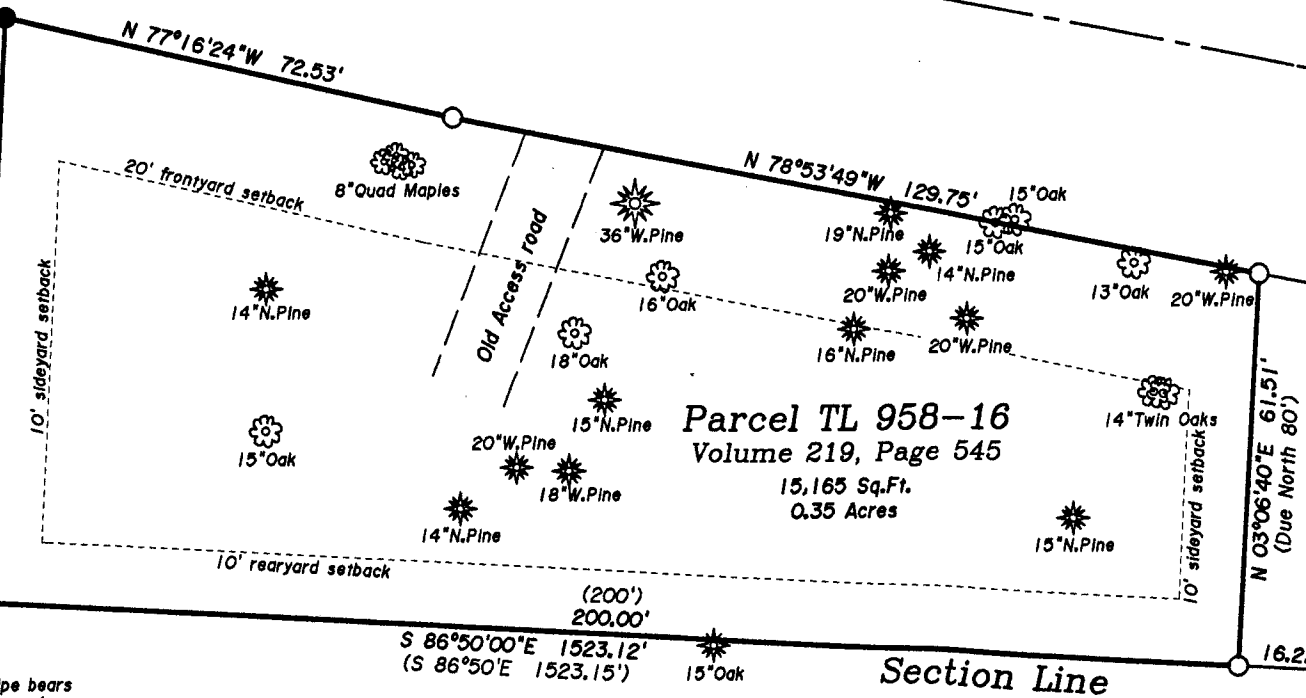 N 77°16'24"W 72.53'
N 78°53'49"W 129.75'
15"Oak
20' frontyard setback
8"Quad Maples
36"W.Pine
19"N.Pine
15"Oak
14"N.Pine
20"W.Pine
13"Oak
20"W.Pine
14"N.Pine
Old Access road
16"Oak
18"Oak
16"N.Pine
20"W.Pine
10' sideyard setback
15"Oak
15"N.Pine
20"W.Pine
18"W.Pine
14"N.Pine
Parcel TL 958-16
Volume 219, Page 545
15,165 Sq.Ft.
0.35 Acres
14"Twin Oaks
15"N.Pine
10' sideyard setback
N 03°06'40"E 61.51'
(Due North 80')
10' rearyard setback
(200')
200.00'
S 86°50'00"E 1523.12'
(S 86°50'E 1523.15')
15"Oak
Section Line
16.2
pe bears